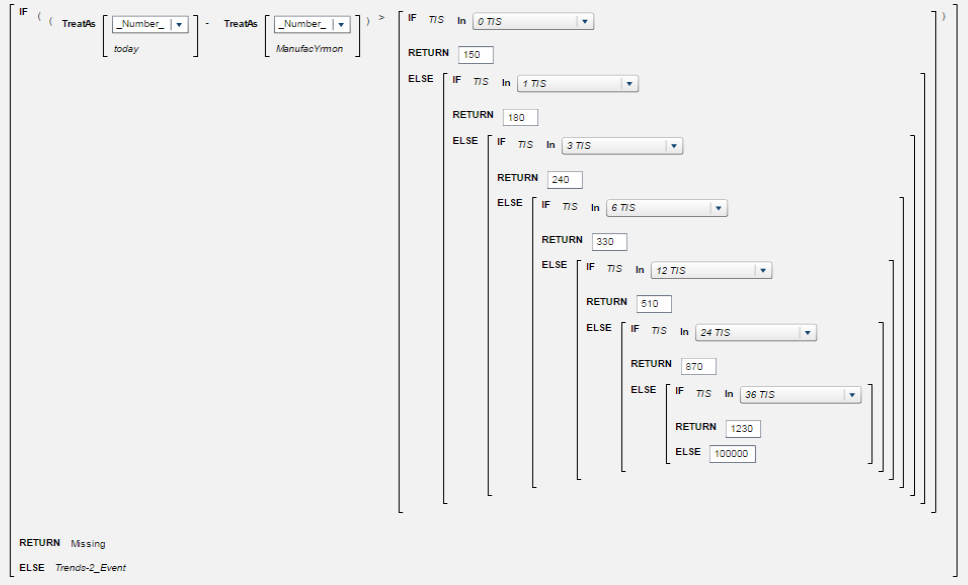 IF ( ( TreatAs _Number_ - TreatAs _Number_ ) > IF TIS In 0 TIS )
today ManufacYrmon
RETURN 150
ELSE IF TIS In 1 TIS
RETURN 180
ELSE IF TIS In 3 TIS
RETURN 240
ELSE IF TIS In 6 TIS
RETURN 330
ELSE IF TIS In 12 TIS
RETURN 510
ELSE IF TIS In 24 TIS
RETURN 870
ELSE IF TIS In 36 TIS
RETURN 1230
ELSE 100000
RETURN Missing
ELSE Trends-2_Event